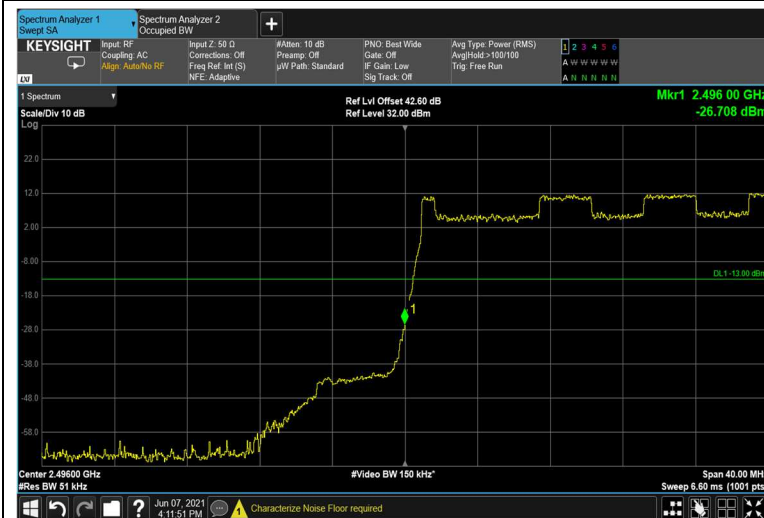 Spectrum Analyzer 1
Swept SA
Spectrum Analyzer 2
Occupied BW
+
KEYSIGHT
LXI
Input: RF
Coupling: AC
Align: Auto/No RF
Input Z: 50 Ω
Corrections: Off
Freq Ref: Int (S)
NFE: Adaptive
#Atten: 10 dB
Preamp: Off
µW Path: Standard
PNO: Best Wide
Gate: Off
IF Gain: Low
Sig Track: Off
Avg Type: Power (RMS)
Avg|Hold:>100/100
Trig: Free Run
1 2 3 4 5 6
A W W W W W
A N N N N N
1 Spectrum
Scale/Div 10 dB
Log
Ref Lvl Offset 42.60 dB
Ref Level 32.00 dBm
Mkr1 2.496 00 GHz
-26.708 dBm
22.0
12.0
2.00
-8.00
DL1 -13.00 dBm
-18.0
1
-28.0
-38.0
-48.0
-58.0
Center 2.49600 GHz
#Video BW 150 kHz*
Span 40.00 MH
#Res BW 51 kHz
Sweep 6.60 ms (1001 pts
?
Jun 07, 2021
4:11:51 PM
Characterize Noise Floor required